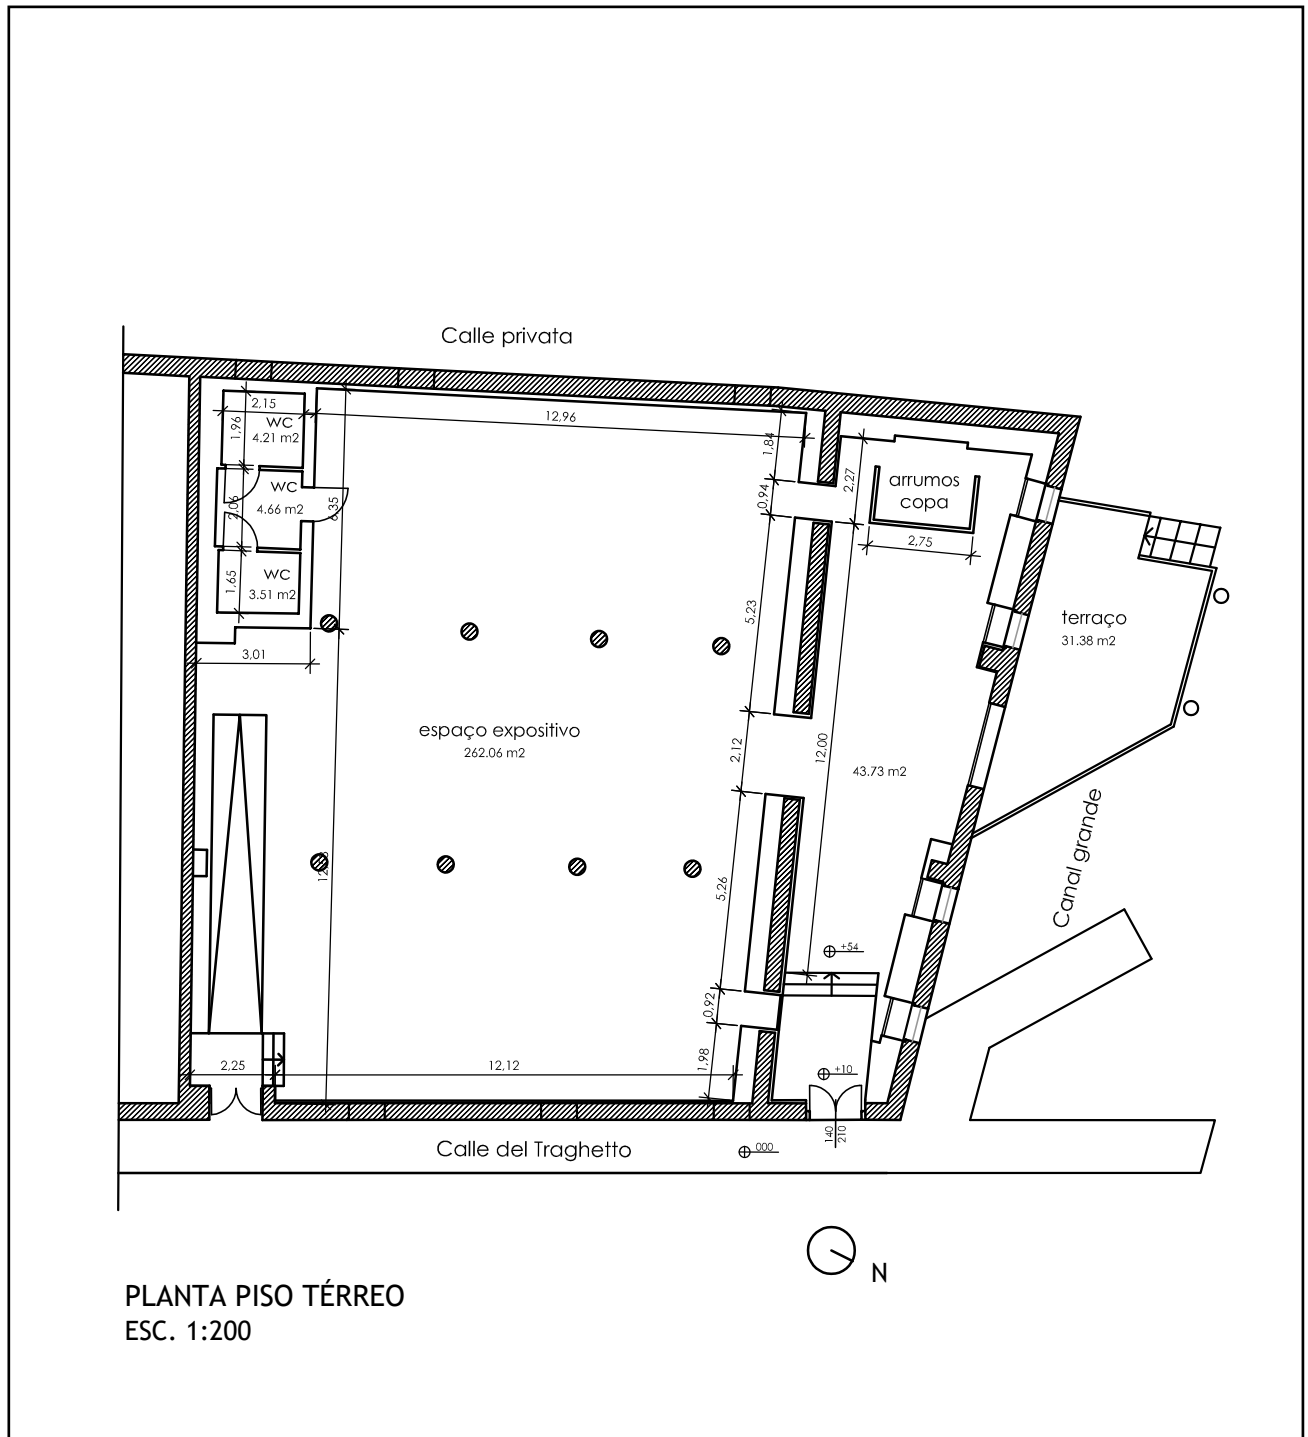 Calle privata
2,15
WC
4.21 m2
1,96
12,96
1,84
0,94
2,27
arrumos
copa
2,75
WC
4.66 m2
2,06
6,35
WC
3.51 m2
1,65
3,01
5,23
terraço
31.38 m2
espaço expositivo
262.06 m2
2,12
12,00
43.73 m2
Canal grande
5,26
+54
0,92
1,98
+10
2,25
12,12
140
210
Calle del Traghetto
000
N
PLANTA PISO TÉRREO
ESC. 1:200